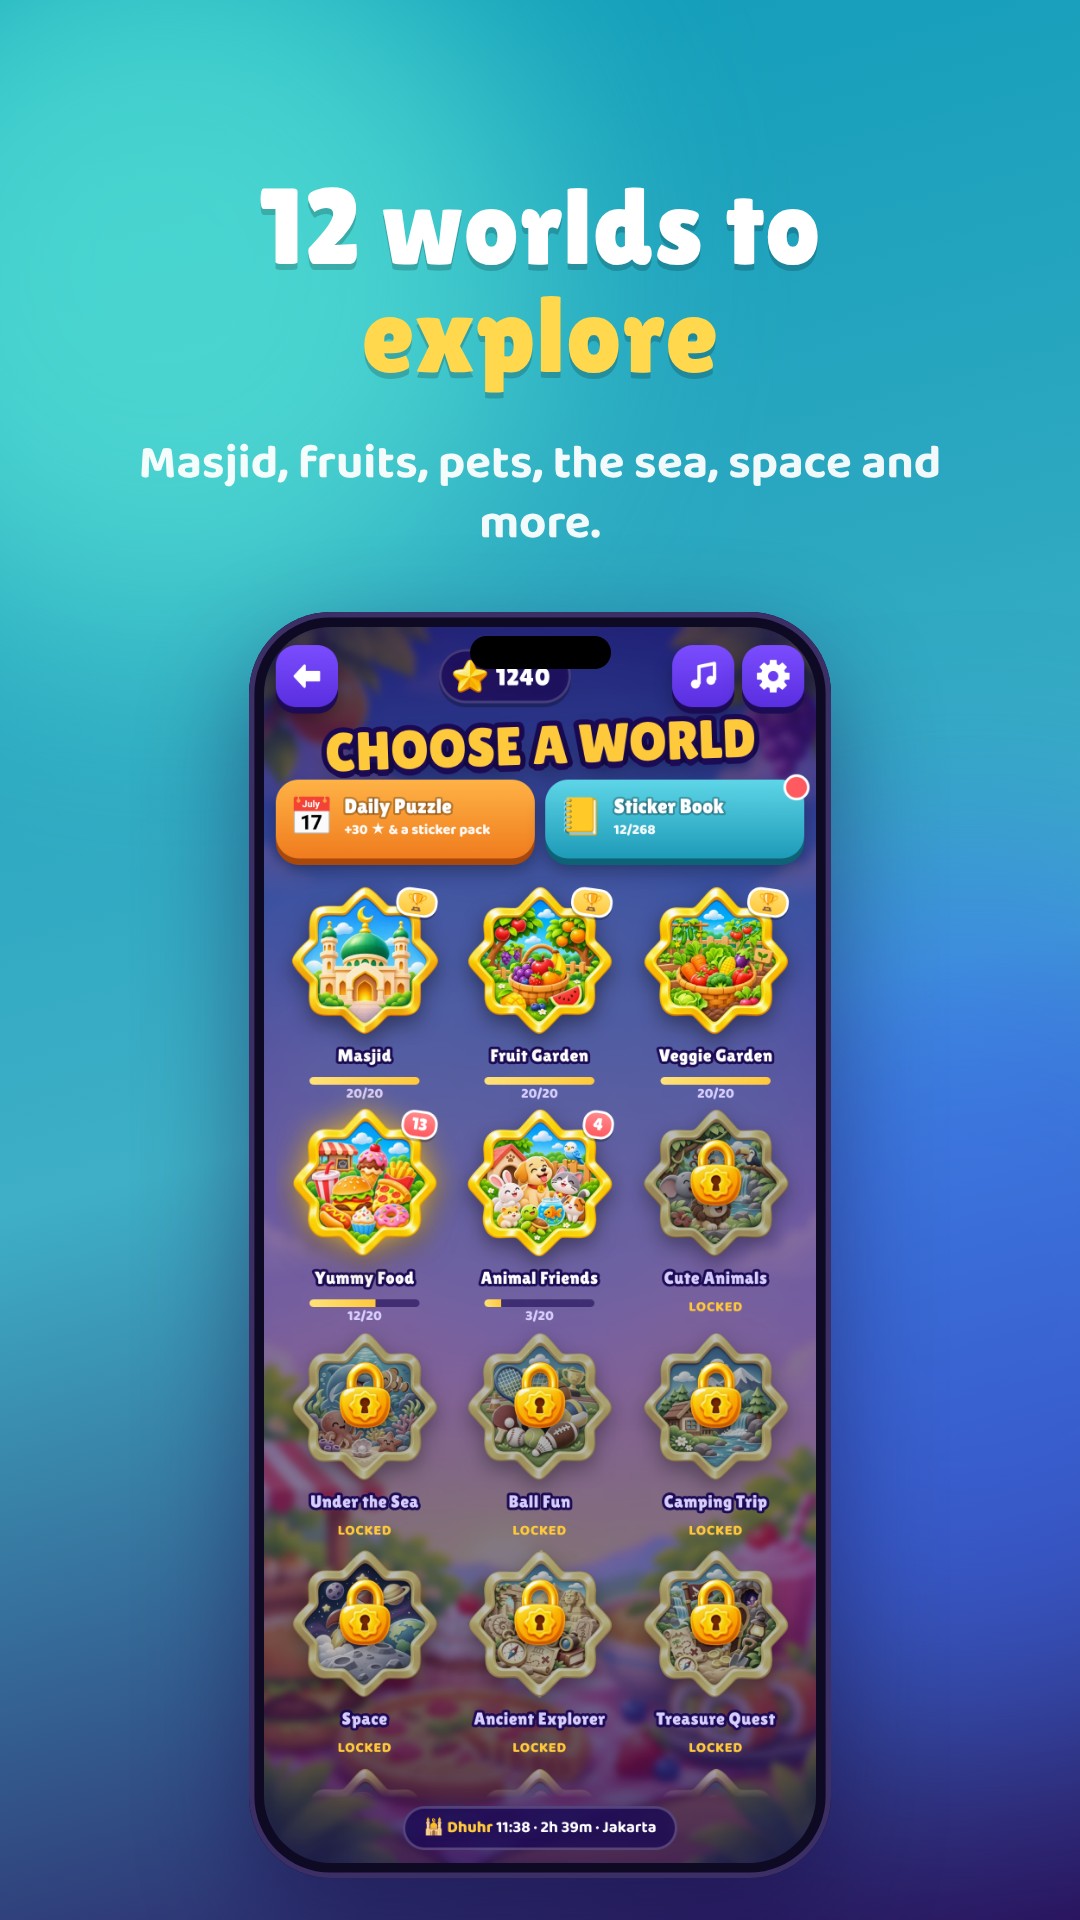 12 worlds to
explore
Masjid, fruits, pets, the sea, space and
more.
1240
CHOOSE A WORLD
July
17
Daily Puzzle
+30 ★ & a sticker pack
Sticker Book
12/268
Masjid
20/20
Fruit Garden
20/20
Veggie Garden
20/20
13
Yummy Food
12/20
4
Animal Friends
3/20
Cute Animals
LOCKED
Under the Sea
LOCKED
Ball Fun
LOCKED
Camping Trip
LOCKED
Space
LOCKED
Ancient Explorer
LOCKED
Treasure Quest
LOCKED
Dhuhr 11:38 · 2h 39m · Jakarta